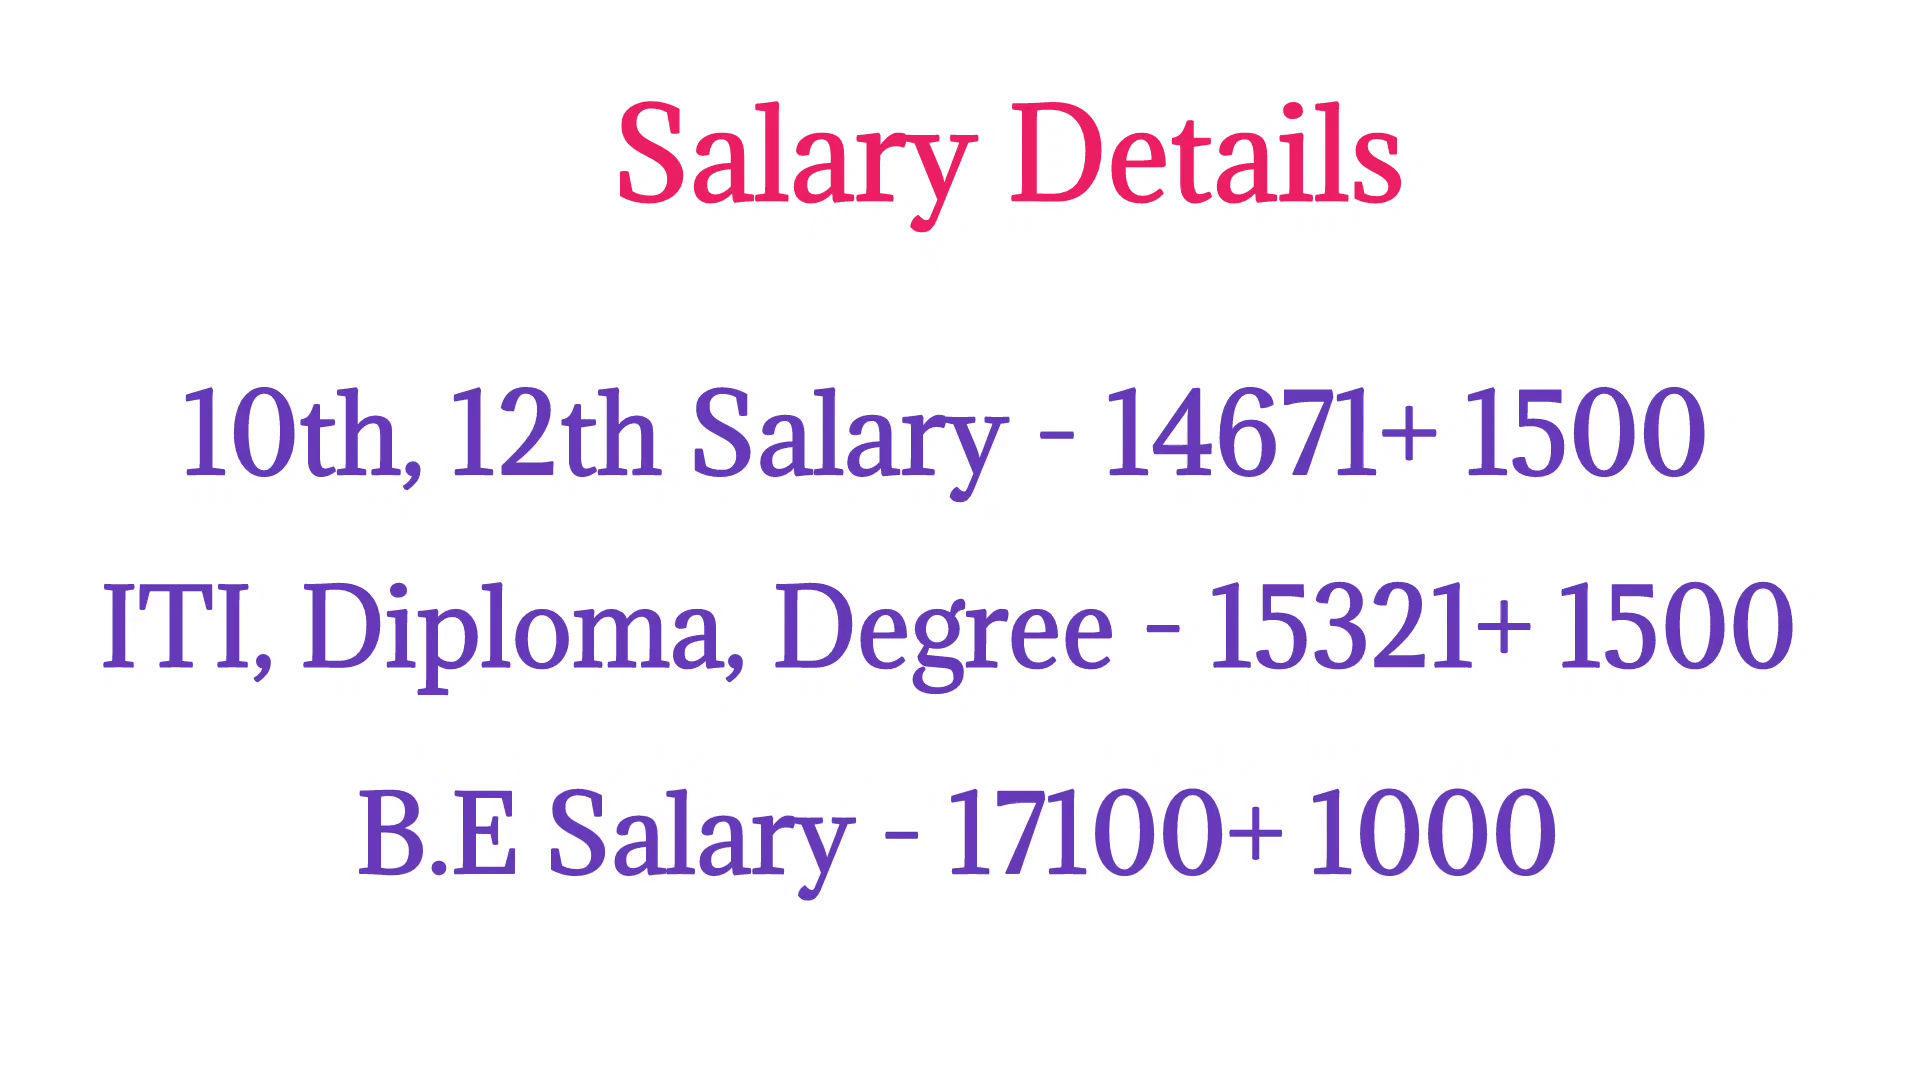 Salary Details
10th, 12th Salary - 14671+ 1500
ITI, Diploma, Degree - 15321+ 1500
B.E Salary - 17100+ 1000